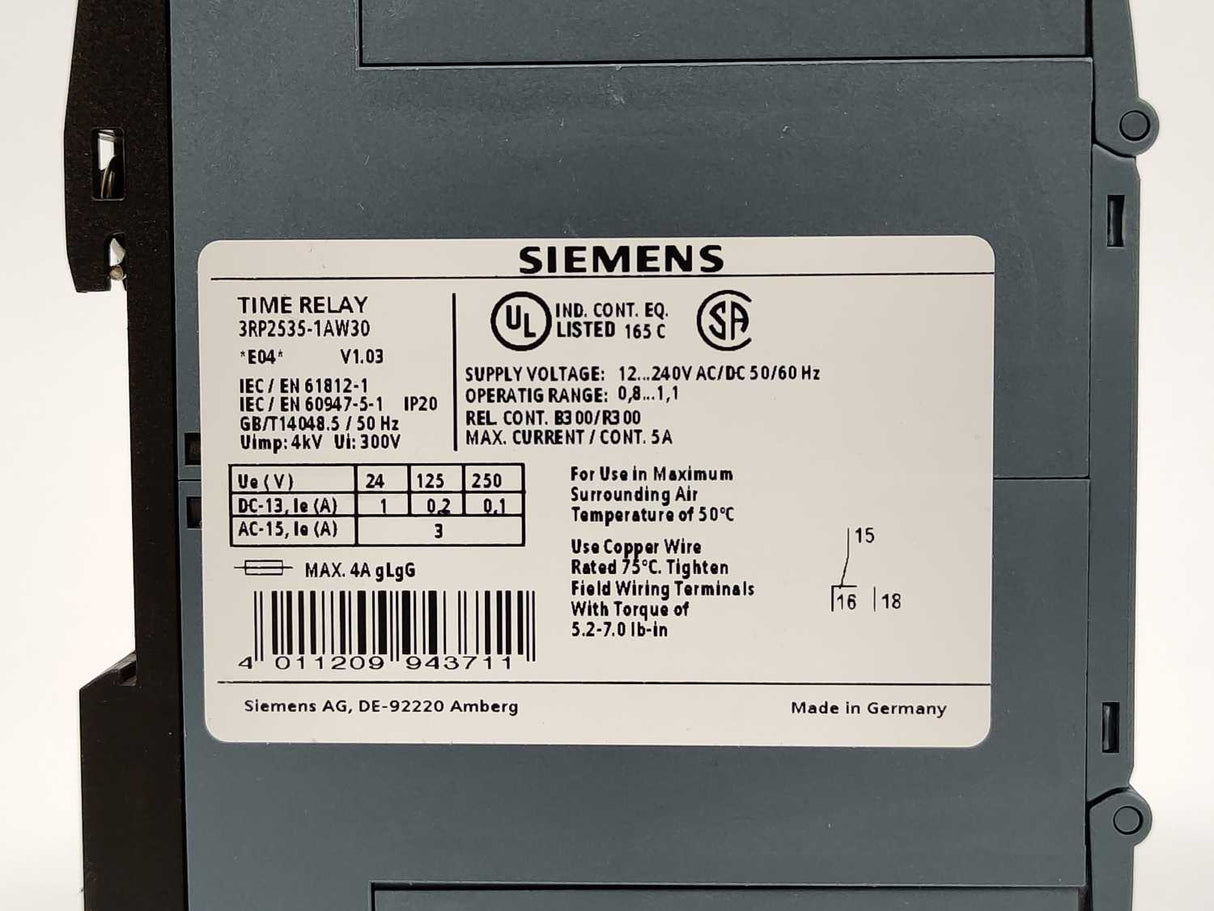 SIEMENS
TIME RELAY
3RP2535-1AW30
*E04* V1.03
IEC / EN 61812-1
IEC / EN 60947-5-1 IP20
GB/T14048.5 / 50 Hz
Uimp: 4kV Ui: 300V
UL IND. CONT. EQ.
LISTED 165 C SA
SUPPLY VOLTAGE: 12...240V AC/DC 50/60 Hz
OPERATIG RANGE: 0,8...1,1
REL. CONT. B300/R300
MAX. CURRENT / CONT. 5A
Ue (V) 24 125 250
DC-13, Ie (A) 1 0,2 0,1
AC-15, Ie (A) 3
MAX. 4A gLgG
4 011209 943711
For Use in Maximum
Surrounding Air
Temperature of 50°C
Use Copper Wire
Rated 75°C. Tighten
Field Wiring Terminals
With Torque of
5.2-7.0 lb-in
15
16 18
Siemens AG, DE-92220 Amberg
Made in Germany